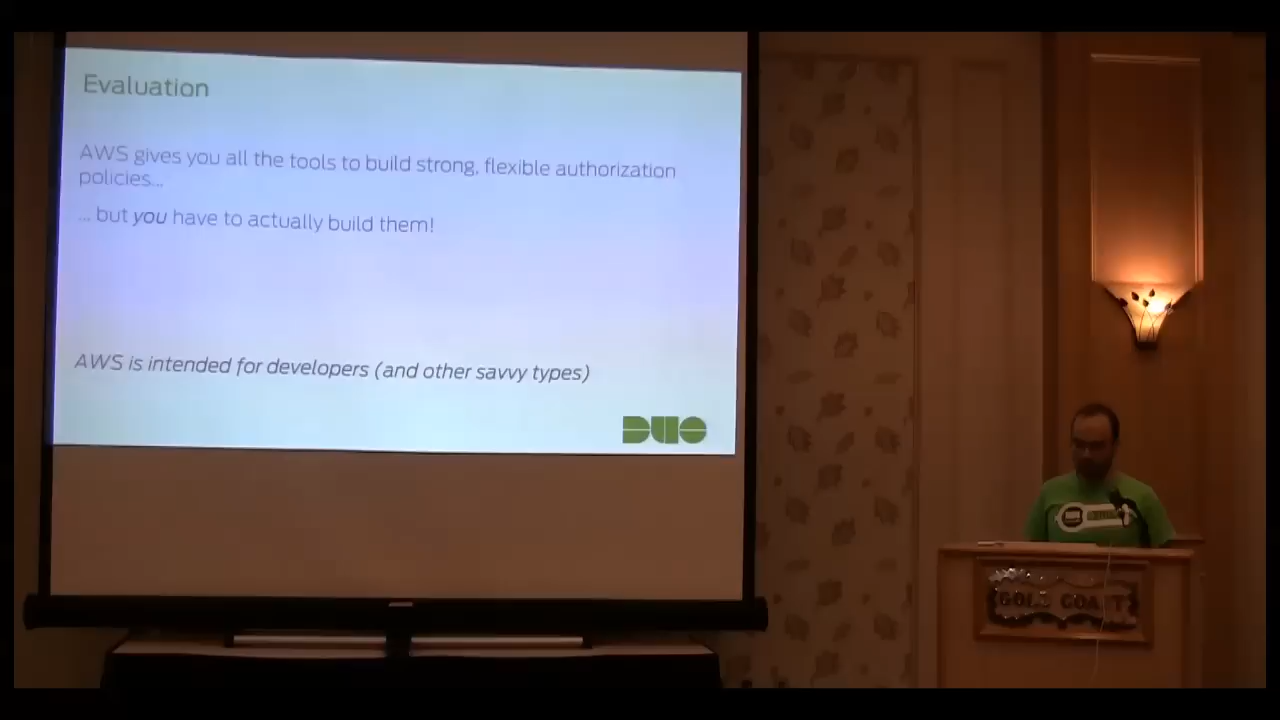 Evaluation
AWS gives you all the tools to build strong, flexible authorization
policies...
... but you have to actually build them!
AWS is intended for developers (and other savvy types)
DUO
GOLD COAST